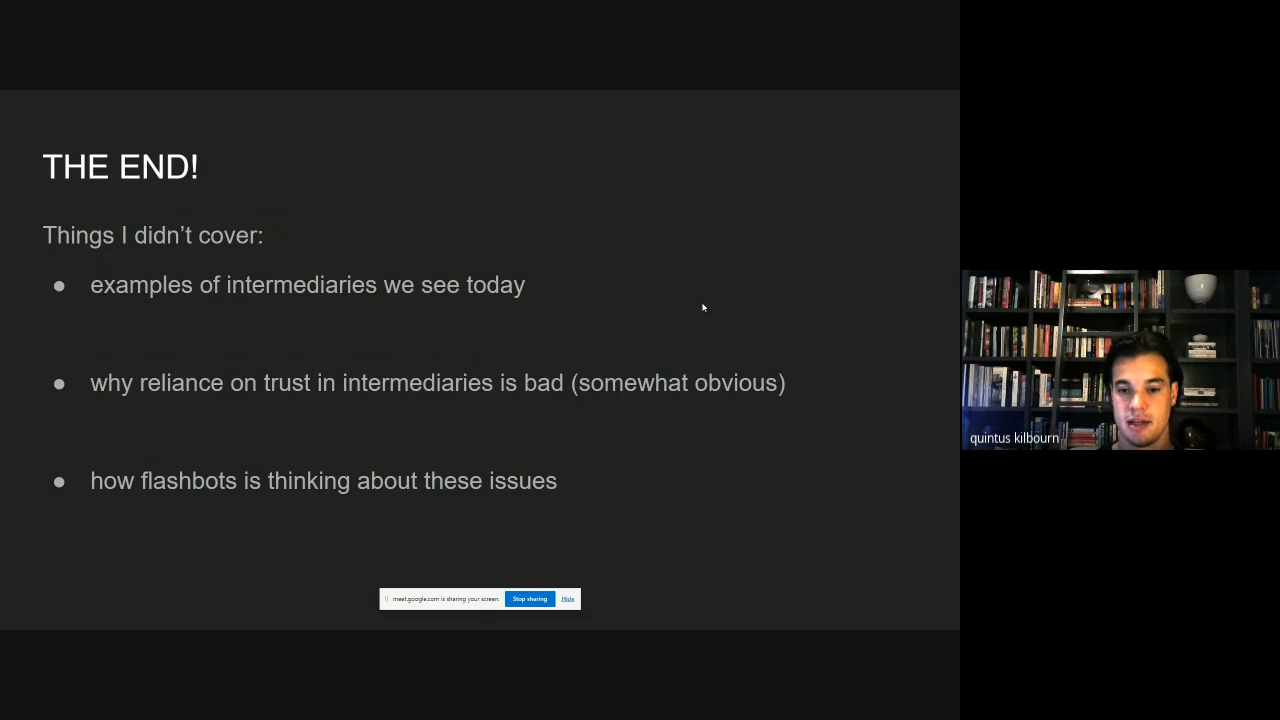 THE END!
Things I didn't cover:
● examples of intermediaries we see today
● why reliance on trust in intermediaries is bad (somewhat obvious)
● how flashbots is thinking about these issues
quintus kilbourn
meet.google.com is sharing your screen. Stop sharing Hide